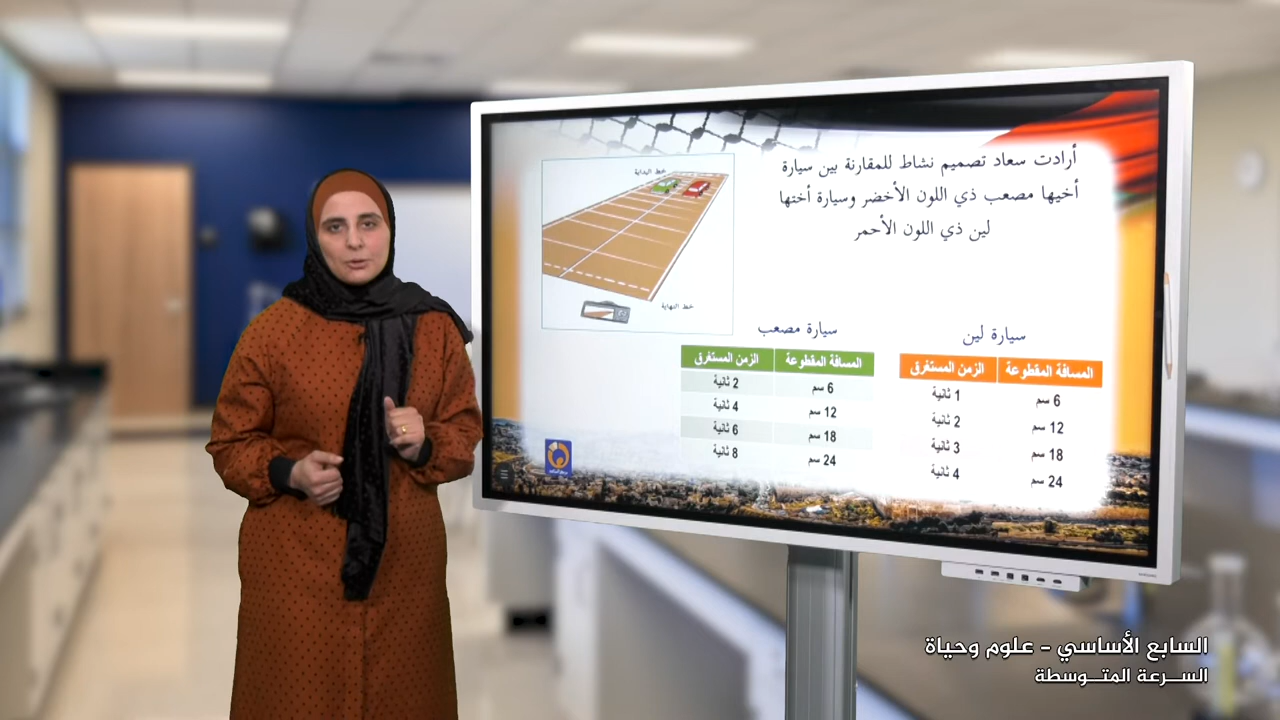 أرادت سعاد تصميم نشاط للمقارنة بين سيارة
أخيها مصعب ذي اللون الأخضر وسيارة أختها
لين ذي اللون الأحمر
خط البداية
خط النهاية
سيارة لين
المسافة المقطوعة الزمن المستغرق
6 سم 1 ثانية
12 سم 2 ثانية
18 سم 3 ثانية
24 سم 4 ثانية
سيارة مصعب
المسافة المقطوعة الزمن المستغرق
6 سم 2 ثانية
12 سم 4 ثانية
18 سم 6 ثانية
24 سم 8 ثانية
السابع الأساسي - علوم وحياة
السرعة المتوسطة